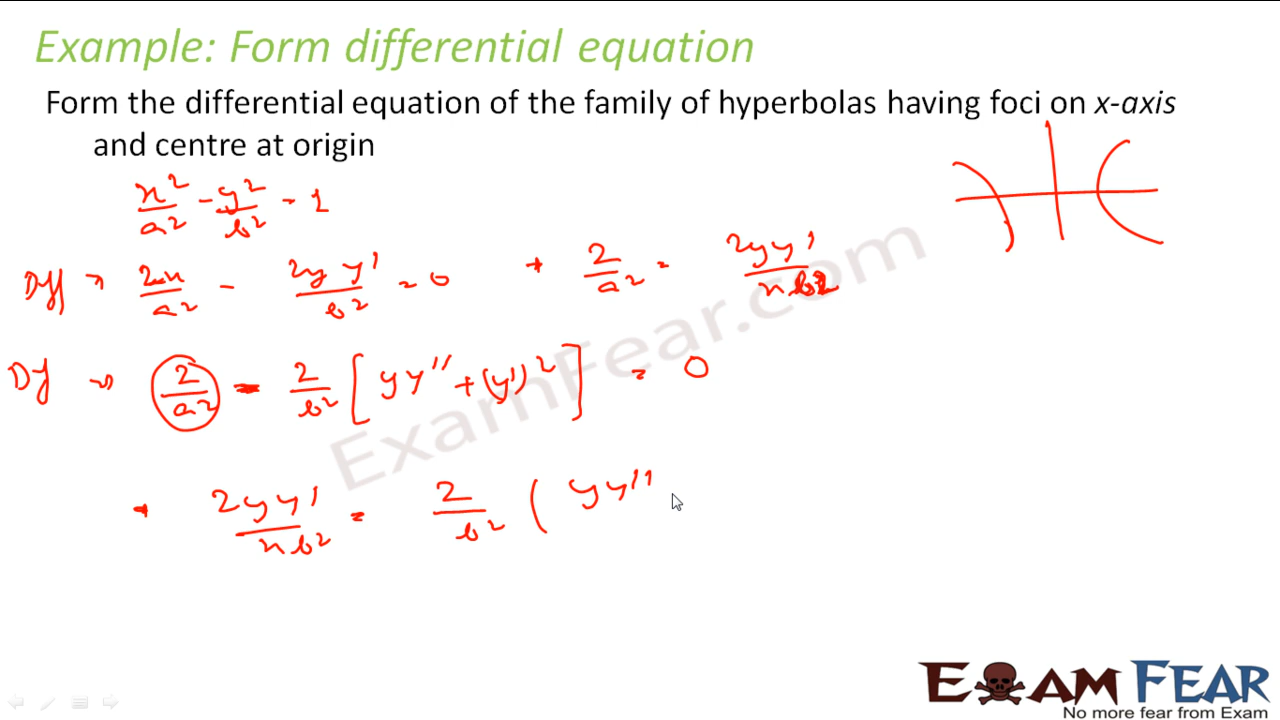 Example: Form differential equation
Form the differential equation of the family of hyperbolas having foci on x-axis
and centre at origin
x²/a² - y²/b² = 1
Diff → 2x/a² - 2y y'/b² = 0 → 2/a² = 2yy'/xb²
Diff → 2/a² - 2/b² [yy'' + (y')²] = 0
→ 2yy'/xb² = 2/b² ( yy''
ExamFear.com
EXAM FEAR
No more fear from Exam